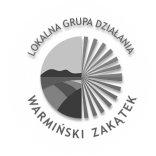 LOKALNA GRUPA DZIAŁANIA
WARMIŃSKI ZAKĄTEK